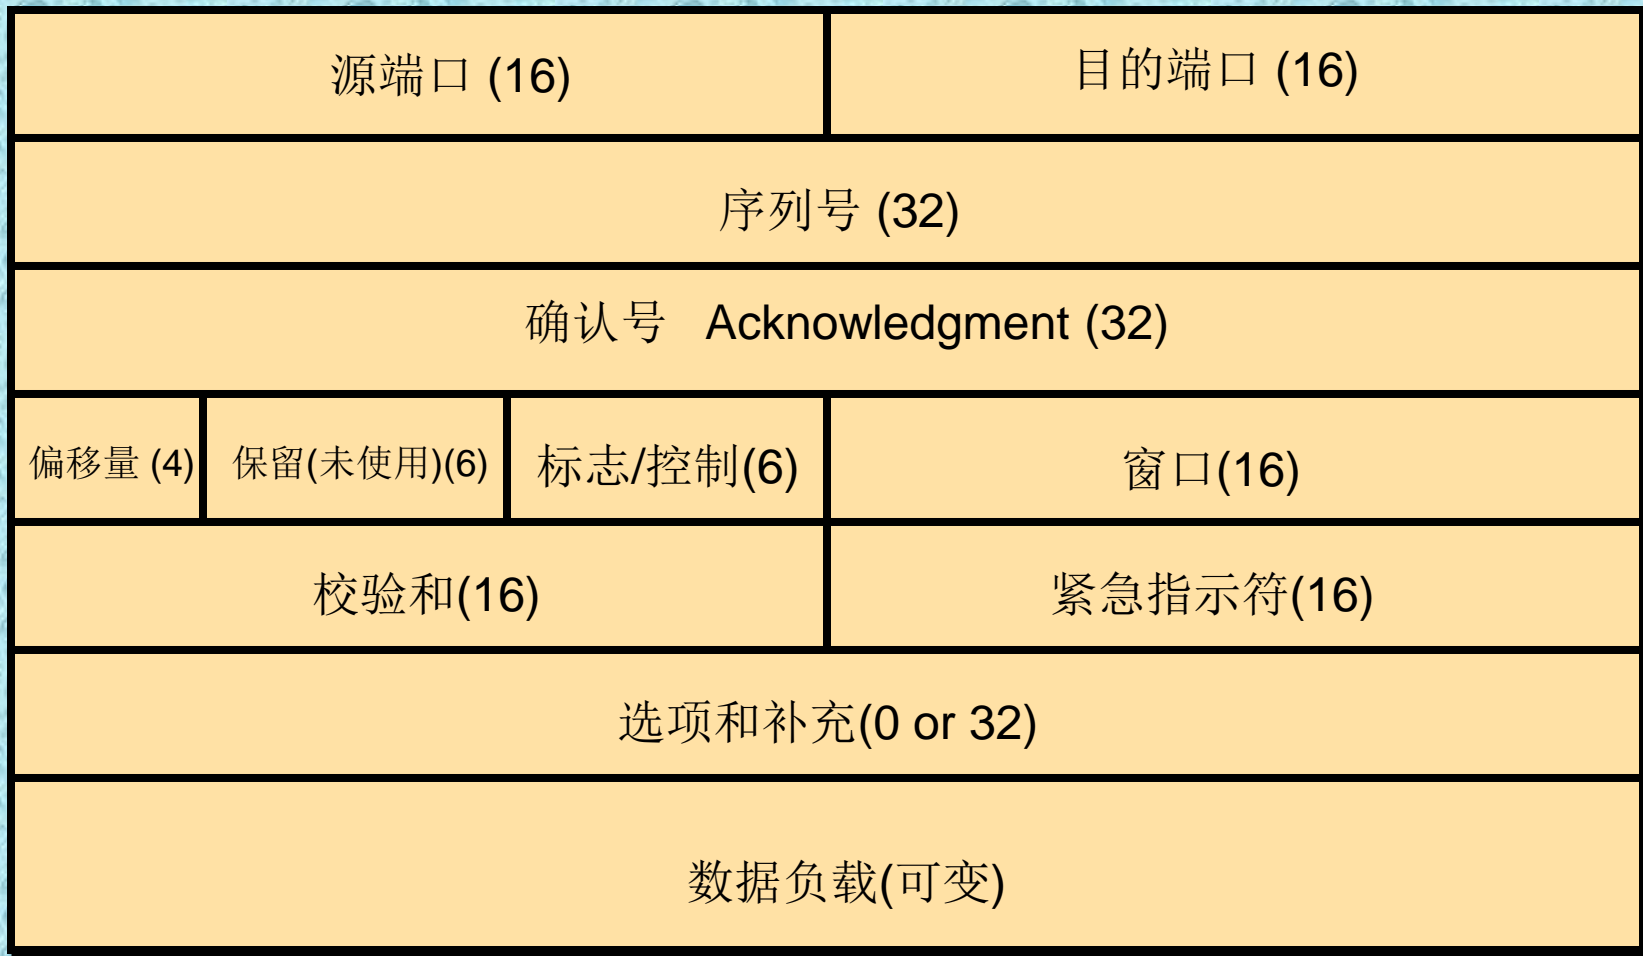 源端口 (16)
目的端口 (16)
序列号 (32)
确认号 Acknowledgment (32)
偏移量 (4)
保留(未使用)(6)
标志/控制(6)
窗口(16)
校验和(16)
紧急指示符(16)
选项和补充(0 or 32)
数据负载(可变)